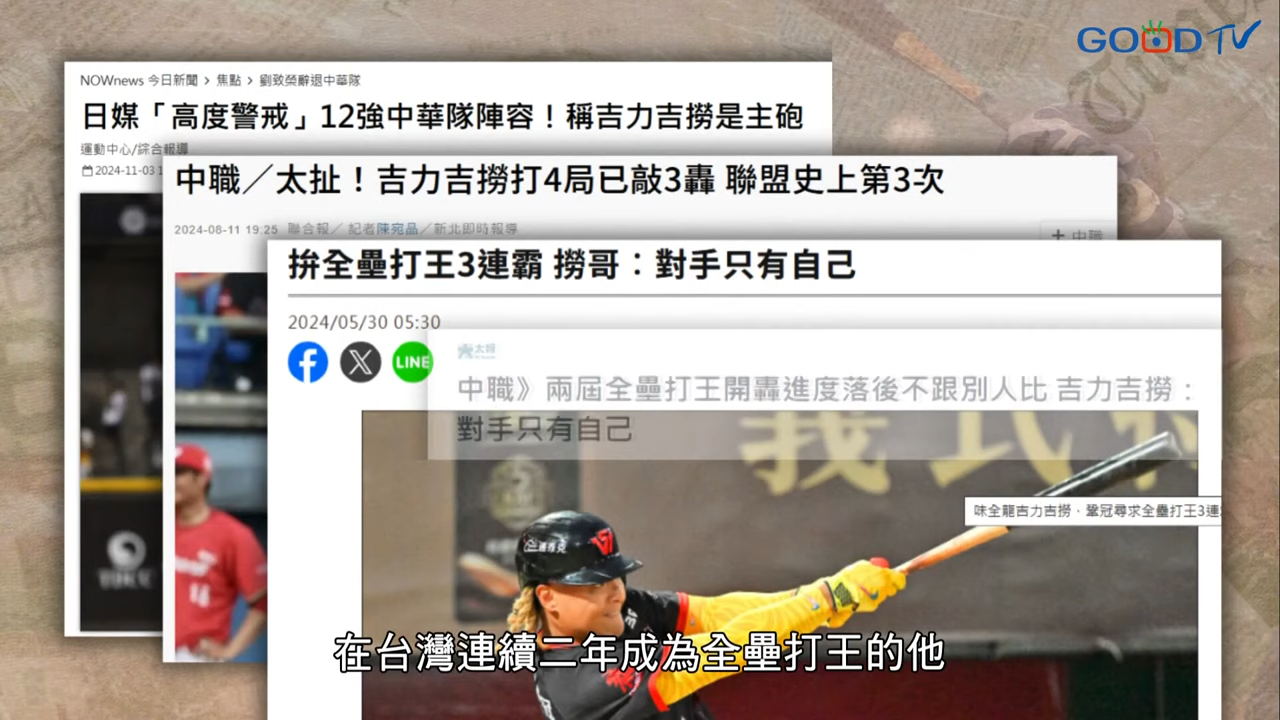 GOOD TV
NOWnews 今日新聞 > 焦點 > 劉致榮辭退中華隊
日媒「高度警戒」12強中華隊陣容！稱吉力吉撈是主砲
運動中心/綜合報導
2024-11-03 1
中職／太扯！吉力吉撈打4局已敲3轟 聯盟史上第3次
2024-08-11 19:25 聯合報／ 記者陳宛晶／新北即時報導
+ 中職
拚全壘打王3連霸 撈哥：對手只有自己
2024/05/30 05:30
LINE
太報
中職》兩屆全壘打王開轟進度落後不跟別人比 吉力吉撈：
對手只有自己
味全龍吉力吉撈．鞏冠尋求全壘打王3連
在台灣連續二年成為全壘打王的他